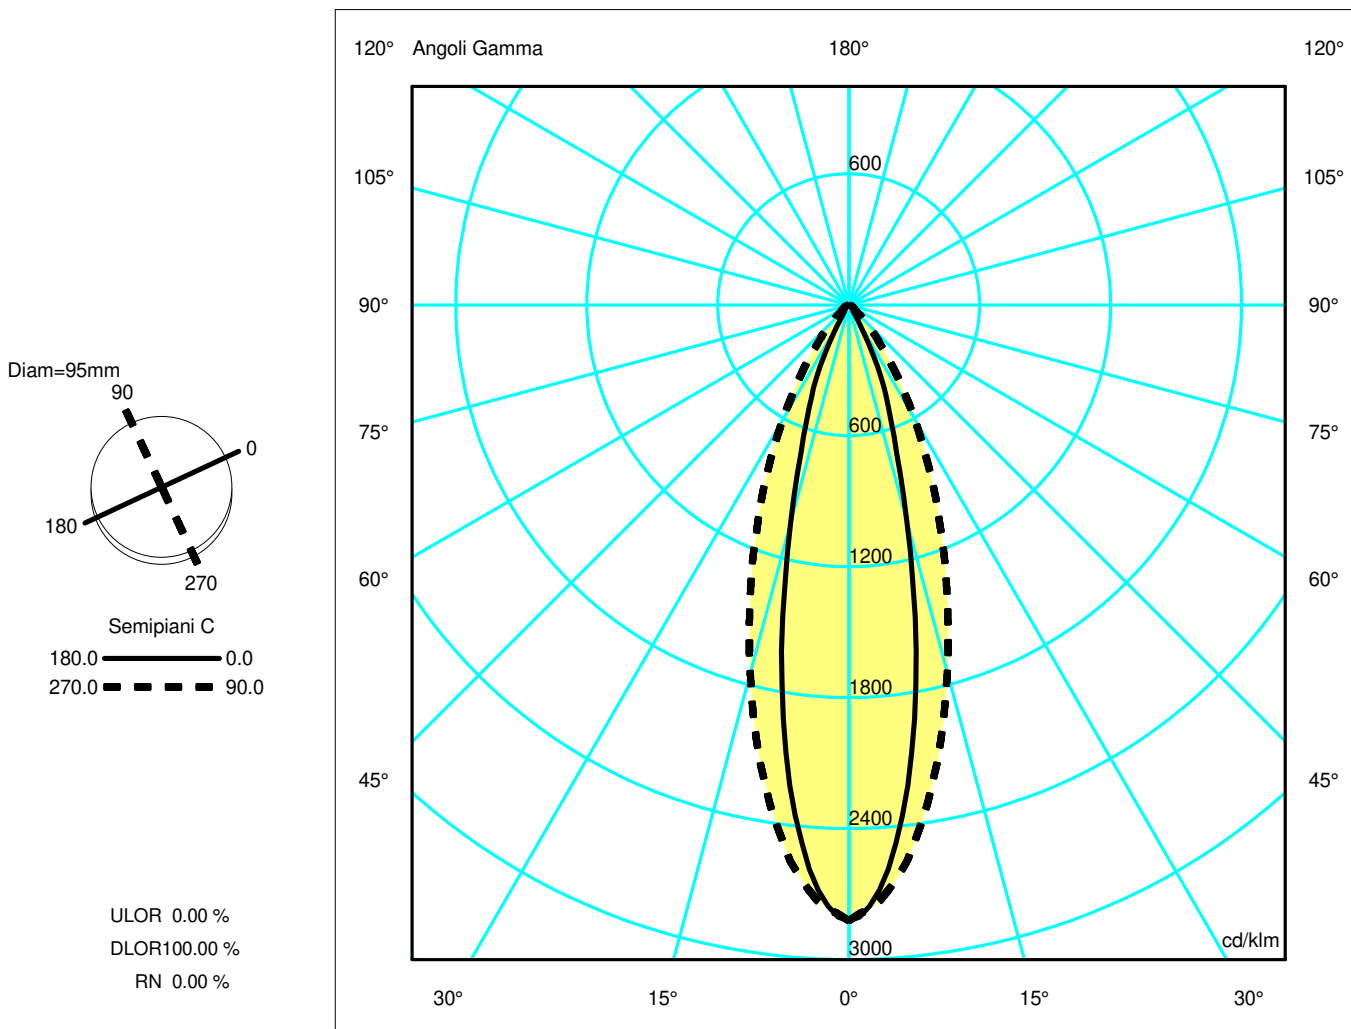 120° Angoli Gamma 180° 120°
105° 600 105°
90° 90°
Diam=95mm
90
0
180
270
75° 600 75°
1200
60° 60°
Semipiani C
180.0 0.0
270.0 90.0
1800
45° 45°
2400
ULOR 0.00 %
DLOR100.00 %
RN 0.00 %
3000 cd/klm
30° 15° 0° 15° 30°